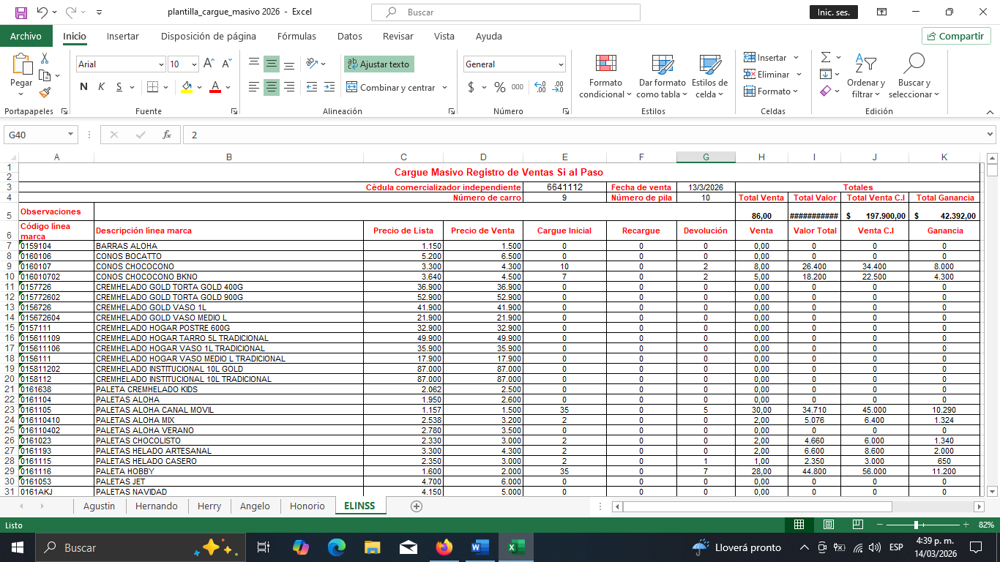 plantilla_cargue_masivo 2026 - Excel
Buscar
Inic. ses.
Archivo Inicio Insertar Disposición de página Fórmulas Datos Revisar Vista Ayuda
Compartir
Pegar
Arial 10
N K S
Ajustar texto
Combinar y centrar
General
$ % 000
Formato condicional
Dar formato como tabla
Estilos de celda
Insertar
Eliminar
Formato
Ordenar y filtrar
Buscar y seleccionar
Portapapeles Fuente Alineación Número Estilos Celdas Edición
G40 fx 2
A B C D E F G H I J K
1
2 Cargue Masivo Registro de Ventas Si al Paso
3 Cédula comercializador independiente 6641112 Fecha de venta 13/3/2026 Totales
4 Número de carro 9 Número de pila 10 Total Venta Total Valor Total Venta C.I Total Ganancia
5 Observaciones 86,00 ########### $ 197.900,00 $ 42.392,00
6 Código línea marca Descripción línea marca Precio de Lista Precio de Venta Cargue Inicial Recargue Devolución Venta Valor Total Venta C.I Ganancia
7 0159104 BARRAS ALOHA 1.150 1.500 0 0 0 0,00 0 0 0
8 0160106 CONOS BOCATTO 5.200 6.500 0 0 0 0,00 0 0 0
9 0160107 CONOS CHOCOCONO 3.300 4.300 10 0 2 8,00 26.400 34.400 8.000
10 016010702 CONOS CHOCOCONO BKNO 3.640 4.500 7 0 2 5,00 18.200 22.500 4.300
11 0157726 CREMHELADO GOLD TORTA GOLD 400G 36.900 36.900 0 0 0 0,00 0 0 0
12 015772602 CREMHELADO GOLD TORTA GOLD 900G 52.900 52.900 0 0 0 0,00 0 0 0
13 0156726 CREMHELADO GOLD VASO 1L 41.900 41.900 0 0 0 0,00 0 0 0
14 015672604 CREMHELADO GOLD VASO MEDIO L 21.900 21.900 0 0 0 0,00 0 0 0
15 0157111 CREMHELADO HOGAR POSTRE 600G 32.900 32.900 0 0 0 0,00 0 0 0
16 015611109 CREMHELADO HOGAR TARRO 5L TRADICIONAL 49.900 49.900 0 0 0 0,00 0 0 0
17 015611106 CREMHELADO HOGAR VASO 1L TRADICIONAL 35.900 35.900 0 0 0 0,00 0 0 0
18 0156111 CREMHELADO HOGAR VASO MEDIO L TRADICIONAL 17.900 17.900 0 0 0 0,00 0 0 0
19 015811202 CREMHELADO INSTITUCIONAL 10L GOLD 87.000 87.000 0 0 0 0,00 0 0 0
20 0158112 CREMHELADO INSTITUCIONAL 10L TRADICIONAL 87.000 87.000 0 0 0 0,00 0 0 0
21 0161638 PALETA CREMHELADO KIDS 2.062 2.500 0 0 0 0,00 0 0 0
22 0161104 PALETAS ALOHA 1.950 2.600 0 0 0 0,00 0 0 0
23 0161105 PALETAS ALOHA CANAL MOVIL 1.157 1.500 35 0 5 30,00 34.710 45.000 10.290
24 016110410 PALETAS ALOHA MIX 2.538 3.200 2 0 0 2,00 5.076 6.400 1.324
25 016110402 PALETAS ALOHA VERANO 2.780 3.500 0 0 0 0,00 0 0 0
26 0161023 PALETAS CHOCOLISTO 2.330 3.000 2 0 0 2,00 4.660 6.000 1.340
27 0161193 PALETAS HELADO ARTESANAL 3.300 4.300 2 0 0 2,00 6.600 8.600 2.000
28 0161115 PALETAS HELADO CASERO 2.350 3.000 2 0 1 1,00 2.350 3.000 650
29 0161116 PALETA HOBBY 1.600 2.000 35 0 7 28,00 44.800 56.000 11.200
30 0161053 PALETAS JET 4.700 6.000 0 0 0 0,00 0 0 0
31 0161AKJ PALETAS NAVIDAD 4.150 5.000 0 0 0 0,00 0 0 0
Agustin Hernando Herry Angelo Honorio ELINSS
Listo 82%
Buscar
Lloverá pronto
ESP
4:39 p. m.
14/03/2026